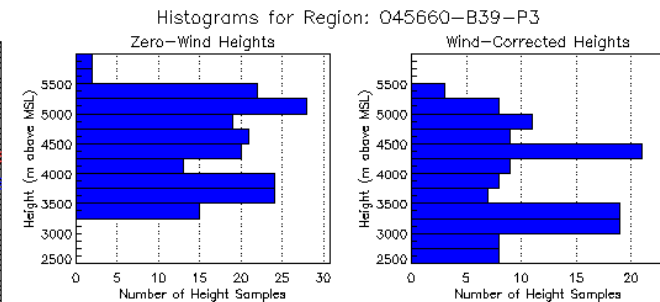 Histograms for Region: O45660-B39-P3
Zero-Wind Heights
Height (m above MSL)
5500
5000
4500
4000
3500
3000
2500
0 5 10 15 20 25 30
Number of Height Samples
Wind-Corrected Heights
Height (m above MSL)
5500
5000
4500
4000
3500
3000
2500
0 5 10 15 20
Number of Height Samples